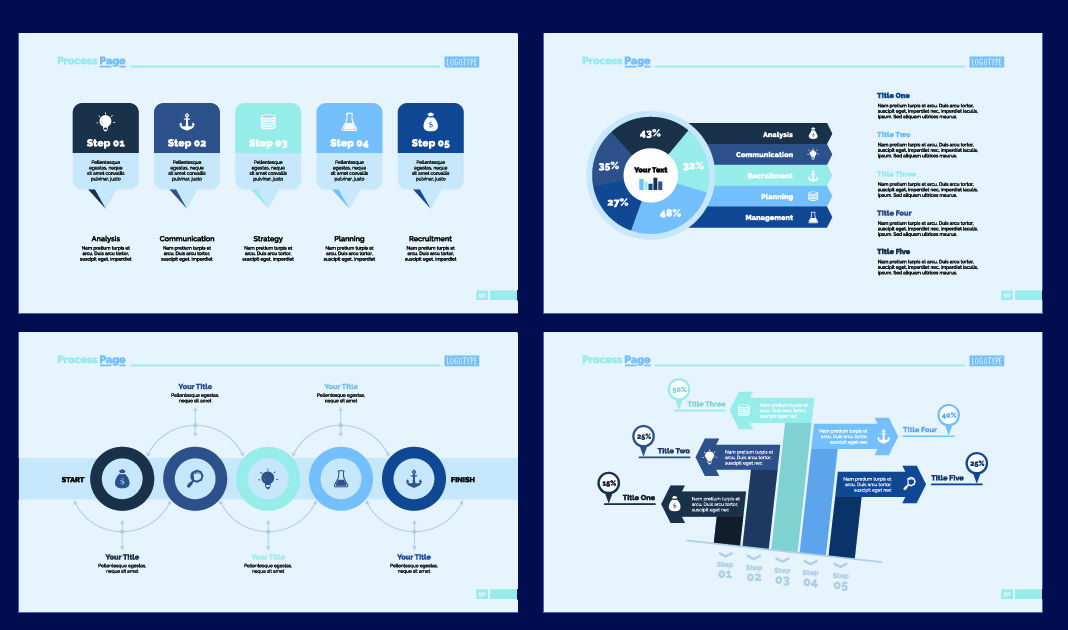 Process Page
LOGOTYPE
Step 01
Step 02
Step 03
Step 04
Step 05
Pellentesque
egestas, neque
sit amet convallis
pulvinar, justo
Pellentesque
egestas, neque
sit amet convallis
pulvinar, justo
Pellentesque
egestas, neque
sit amet convallis
pulvinar, justo
Pellentesque
egestas, neque
sit amet convallis
pulvinar, justo
Pellentesque
egestas, neque
sit amet convallis
pulvinar, justo
Analysis
Nam pretium turpis et
arcu. Duis arcu tortor,
suscipit eget, imperdiet
Communication
Nam pretium turpis et
arcu. Duis arcu tortor,
suscipit eget, imperdiet
Strategy
Nam pretium turpis et
arcu. Duis arcu tortor,
suscipit eget, imperdiet
Planning
Nam pretium turpis et
arcu. Duis arcu tortor,
suscipit eget, imperdiet
Recruitment
Nam pretium turpis et
arcu. Duis arcu tortor,
suscipit eget, imperdiet
50
Process Page
LOGOTYPE
43%
35%
32%
27%
48%
Your Text
Analysis
Communication
Recruitment
Planning
Management
Title One
Nam pretium turpis et arcu. Duis arcu tortor,
suscipit eget, imperdiet nec, imperdiet iaculis,
ipsum. Sed aliquam ultrices maurus.
Title Two
Nam pretium turpis et arcu. Duis arcu tortor,
suscipit eget, imperdiet nec, imperdiet iaculis,
ipsum. Sed aliquam ultrices maurus.
Title Three
Nam pretium turpis et arcu. Duis arcu tortor,
suscipit eget, imperdiet nec, imperdiet iaculis,
ipsum. Sed aliquam ultrices maurus.
Title Four
Nam pretium turpis et arcu. Duis arcu tortor,
suscipit eget, imperdiet nec, imperdiet iaculis,
ipsum. Sed aliquam ultrices maurus.
Title Five
Nam pretium turpis et arcu. Duis arcu tortor,
suscipit eget, imperdiet nec, imperdiet iaculis,
ipsum. Sed aliquam ultrices maurus.
50
Process Page
LOGOTYPE
Your Title
Pellentesque egestas,
neque sit amet
Your Title
Pellentesque egestas,
neque sit amet
START
FINISH
Your Title
Pellentesque egestas,
neque sit amet
Your Title
Pellentesque egestas,
neque sit amet
Your Title
Pellentesque egestas,
neque sit amet
50
Process Page
LOGOTYPE
50%
Title Three
Nam pretium turpis et
arcu. Duis arcu tortor,
suscipit eget nec
40%
Title Four
Nam pretium turpis et
arcu. Duis arcu tortor,
suscipit eget nec
25%
Title Two
Nam pretium turpis et
arcu. Duis arcu tortor,
suscipit eget nec
25%
Title Five
Nam pretium turpis et
arcu. Duis arcu tortor,
suscipit eget nec
15%
Title One
Nam pretium turpis et
arcu. Duis arcu tortor,
suscipit eget nec
Step
01
Step
02
Step
03
Step
04
Step
05
50